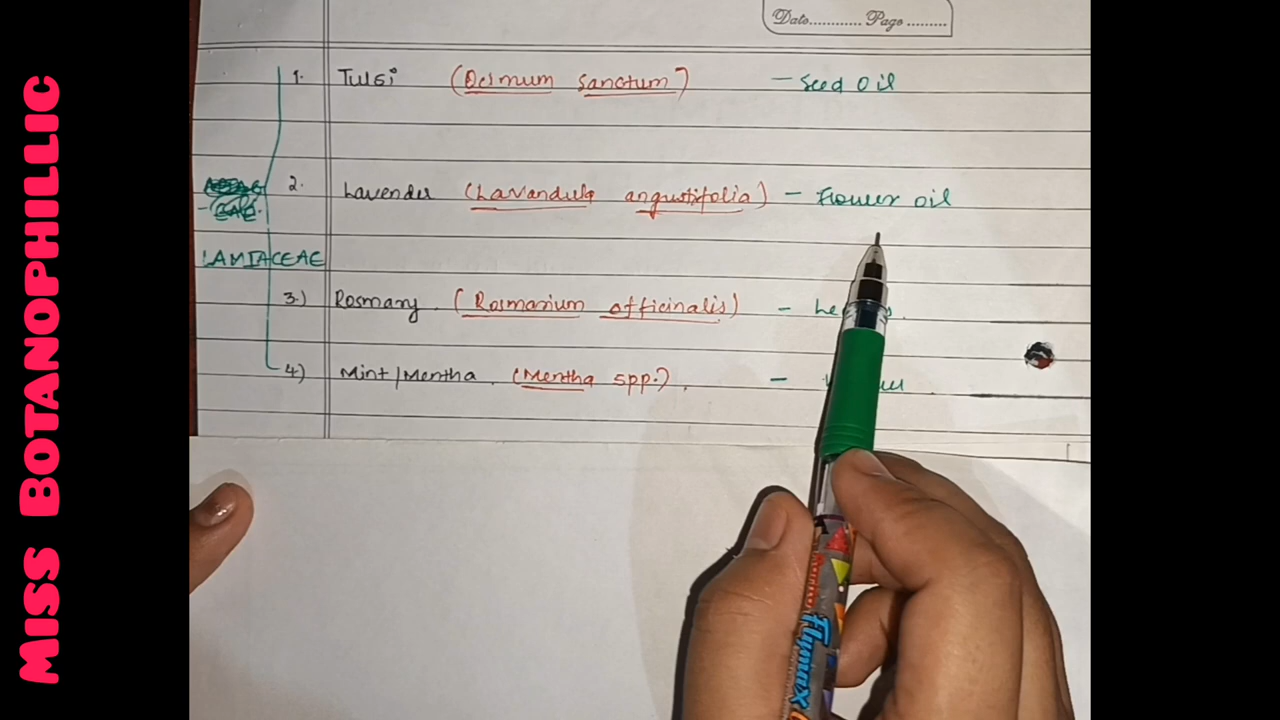 MISS BOTANOPHILLIC
Date............ Page .........
1. Tulsi (Ocimum Sanctum) - Seed Oil
2. Lavender (Lavandula angustifolia) - Flower oil
LAMIACEAE
3.) Rosmary. (Rosmarium officinalis) -
4) Mint/Mentha. (Mentha spp.). -
Flymax